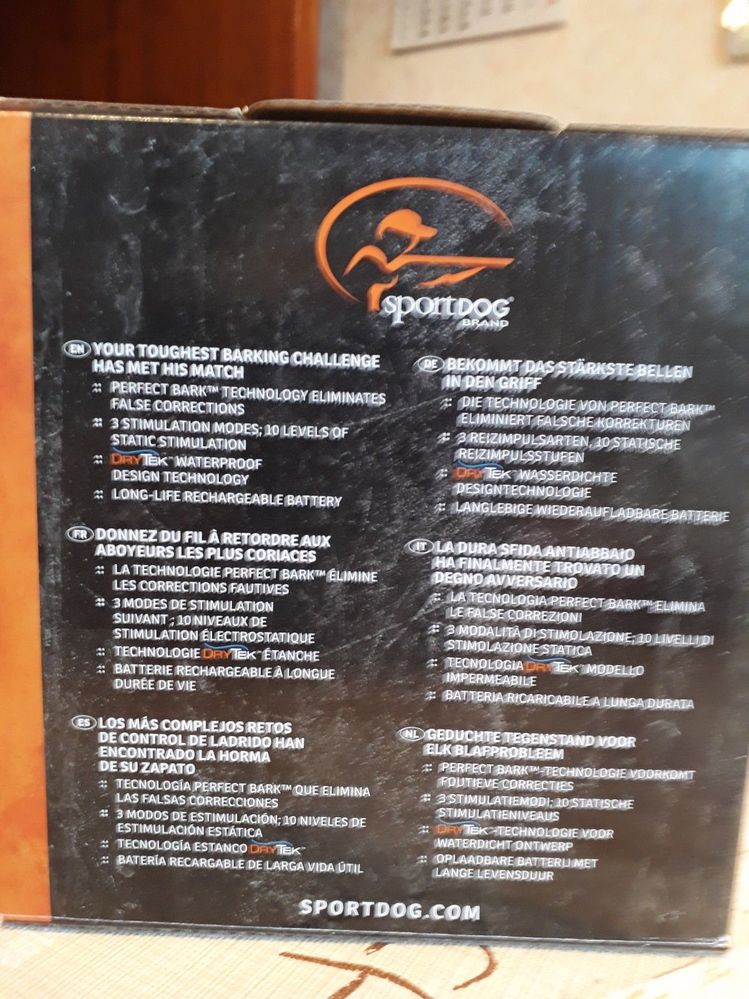 sportDOG®
BRAND
EN YOUR TOUGHEST BARKING CHALLENGE
HAS MET HIS MATCH
:: PERFECT BARK™ TECHNOLOGY ELIMINATES
FALSE CORRECTIONS
:: 3 STIMULATION MODES; 10 LEVELS OF
STATIC STIMULATION
:: DRYTEK™ WATERPROOF
DESIGN TECHNOLOGY
:: LONG-LIFE RECHARGEABLE BATTERY
FR DONNEZ DU FIL À RETORDRE AUX
ABOYEURS LES PLUS CORIACES
:: LA TECHNOLOGIE PERFECT BARK™ ÉLIMINE
LES CORRECTIONS FAUTIVES
:: 3 MODES DE STIMULATION
SUIVANT ; 10 NIVEAUX DE
STIMULATION ÉLECTROSTATIQUE
:: TECHNOLOGIE DRYTEK™ ÉTANCHE
:: BATTERIE RECHARGEABLE À LONGUE
DURÉE DE VIE
ES LOS MÁS COMPLEJOS RETOS
DE CONTROL DE LADRIDO HAN
ENCONTRADO LA HORMA
DE SU ZAPATO
:: TECNOLOGÍA PERFECT BARK™ QUE ELIMINA
LAS FALSAS CORRECCIONES
:: 3 MODOS DE ESTIMULACIÓN; 10 NIVELES DE
ESTIMULACIÓN ESTÁTICA
:: TECNOLOGÍA ESTANCO DRYTEK™
:: BATERÍA RECARGABLE DE LARGA VIDA ÚTIL
DE BEKOMMT DAS STÄRKSTE BELLEN
IN DEN GRIFF
:: DIE TECHNOLOGIE VON PERFECT BARK™
ELIMINIERT FALSCHE KORREKTUREN
:: 3 REIZIMPULSARTEN, 10 STATISCHE
REIZIMPULSSTUFEN
:: DRYTEK™ WASSERDICHTE
DESIGNTECHNOLOGIE
:: LANGLEBIGE WIEDERAUFLADBARE BATTERIE
IT LA DURA SFIDA ANTIABBAIO
HA FINALMENTE TROVATO UN
DEGNO AVVERSARIO
:: LA TECNOLOGIA PERFECT BARK™ ELIMINA
LE FALSE CORREZIONI
:: 3 MODALITÀ DI STIMOLAZIONE; 10 LIVELLI DI
STIMOLAZIONE STATICA
:: TECNOLOGIA DRYTEK™ MODELLO
IMPERMEABILE
:: BATTERIA RICARICABILE A LUNGA DURATA
NL GEDUCHTE TEGENSTAND VOOR
ELK BLAFPROBLEEM
:: PERFECT BARK™-TECHNOLOGIE VOORKOMT
FOUTIEVE CORRECTIES
:: 3 STIMULATIEMODI; 10 STATISCHE
STIMULATIENIVEAUS
:: DRYTEK™-TECHNOLOGIE VOOR
WATERDICHT ONTWERP
:: OPLAADBARE BATTERIJ MET
LANGE LEVENSDUUR
SPORTDOG.COM